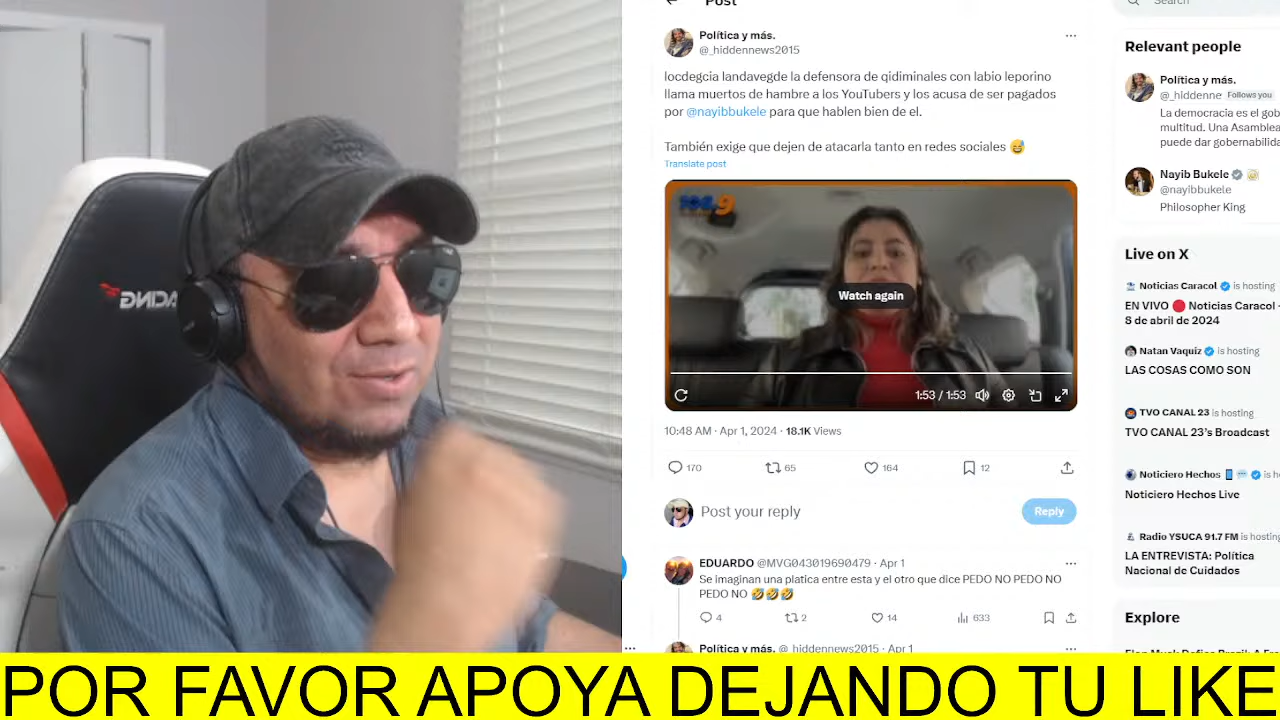 Post
Search
Política y más.
@_hiddennews2015
locdegcia landavegde la defensora de qidiminales con labio leporino
llama muertos de hambre a los YouTubers y los acusa de ser pagados
por @nayibbukele para que hablen bien de el.
También exige que dejen de atacarla tanto en redes sociales 😅
Translate post
Watch again
1:53 / 1:53
10:48 AM · Apr 1, 2024 · 18.1K Views
170 65 164 12
Post your reply
Reply
EDUARDO @MVG043019690479 · Apr 1
Se imaginan una platica entre esta y el otro que dice PEDO NO PEDO NO
PEDO NO 🤣🤣🤣
4 2 14 633
Política y más. @_hiddennews2015 · Apr 1
Relevant people
Política y más.
@_hiddenne Follows you
La democracia es el gob
multitud. Una Asamblea
puede dar gobernabilida
Nayib Bukele
@nayibbukele
Philosopher King
Live on X
Noticias Caracol is hosting
EN VIVO 🔴 Noticias Caracol -
8 de abril de 2024
Natan Vaquiz is hosting
LAS COSAS COMO SON
TVO CANAL 23 is hosting
TVO CANAL 23's Broadcast
Noticiero Hechos is h
Noticiero Hechos Live
Radio YSUCA 91.7 FM is hosting
LA ENTREVISTA: Política
Nacional de Cuidados
Explore
POR FAVOR APOYA DEJANDO TU LIKE